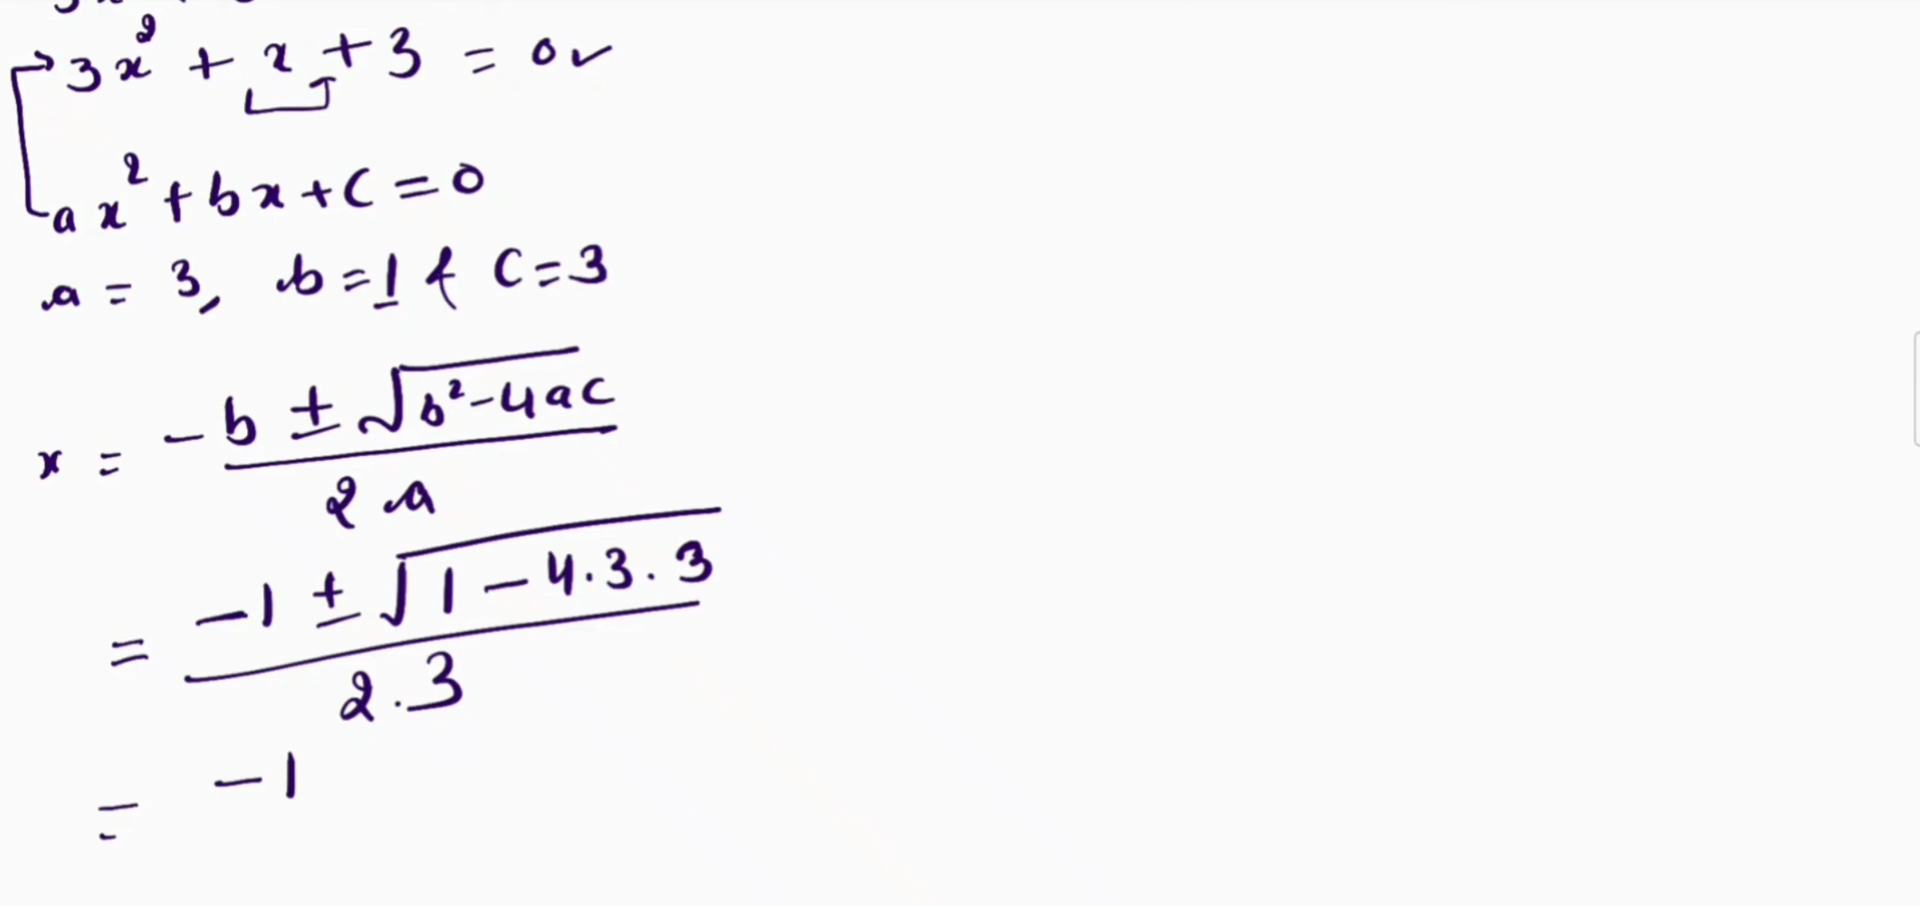 3x² + x + 3 = 0 ✓
ax² + bx + c = 0
a = 3, b = 1 & c = 3
x = -b ± √b²-4ac
2a
= -1 ± √1 - 4.3.3
2.3
= -1